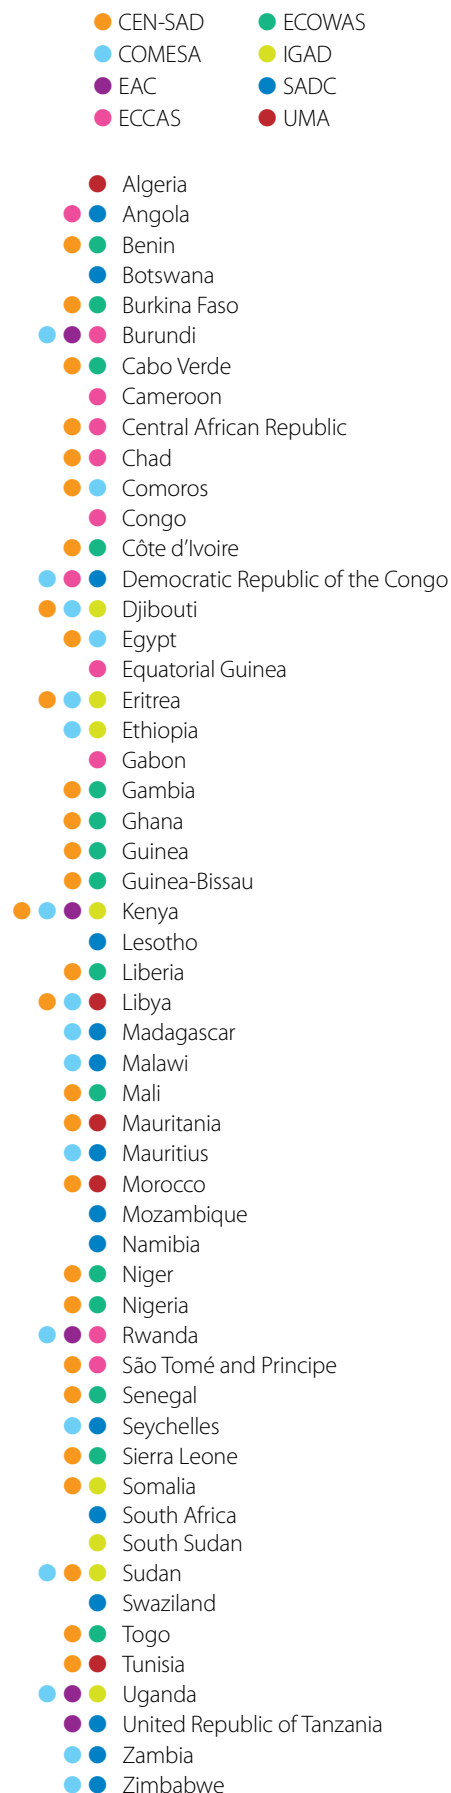 CEN-SAD
ECOWAS
COMESA
IGAD
EAC
SADC
ECCAS
UMA
Algeria
Angola
Benin
Botswana
Burkina Faso
Burundi
Cabo Verde
Cameroon
Central African Republic
Chad
Comoros
Congo
Côte d’Ivoire
Democratic Republic of the Congo
Djibouti
Egypt
Equatorial Guinea
Eritrea
Ethiopia
Gabon
Gambia
Ghana
Guinea
Guinea-Bissau
Kenya
Lesotho
Liberia
Libya
Madagascar
Malawi
Mali
Mauritania
Mauritius
Morocco
Mozambique
Namibia
Niger
Nigeria
Rwanda
São Tomé and Principe
Senegal
Seychelles
Sierra Leone
Somalia
South Africa
South Sudan
Sudan
Swaziland
Togo
Tunisia
Uganda
United Republic of Tanzania
Zambia
Zimbabwe